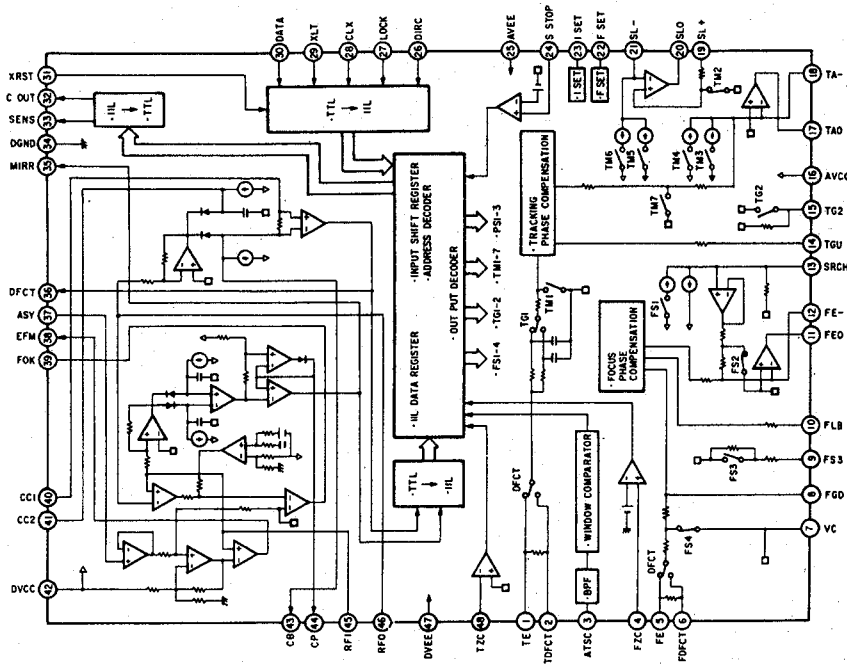 DATA
XLT
CLX
LOCK
DIRC
AVEE
S STOP
I SET
F SET
SL-
SLO
SL+
30
29
28
27
26
25
24
23
22
21
20
19
XRST
31
C OUT
32
SENS
33
DGND
34
MIRR
35
DFCT
36
ASY
37
EFM
38
FOK
39
CC1
40
CC2
41
DVCC
42
18
TA-
17
TAO
16
AVCC
15
TG2
14
TGU
13
SRCH
12
FE-
11
FEO
10
FLB
9
FS3
8
FGD
7
VC
· IIL
→
· TTL
· TTL
→
· IIL
· I SET
· F SET
TM2
TM6
TM5
TM4
TM3
TM7
TG2
· TRACKING
PHASE COMPENSATION
· INPUT SHIFT REGISTER
· ADDRESS DECODER
· OUT PUT DECODER
· IIL DATA REGISTER
· PSI-3
· TMI-7
· TGI-2
· FSI-4
TG1
TM1
FS1
FS2
· FOCUS
PHASE
COMPENSATION
FS3
FS4
· TTL
→
· IIL
DFCT
· WINDOW COMPARATOR
· BPF
DFCT
43
44
45
46
47
48
1
2
3
4
5
6
CB
CP
RFI
RFO
DVEE
TZC
TE
TDFCT
ATSC
FZC
FE
FDFCT